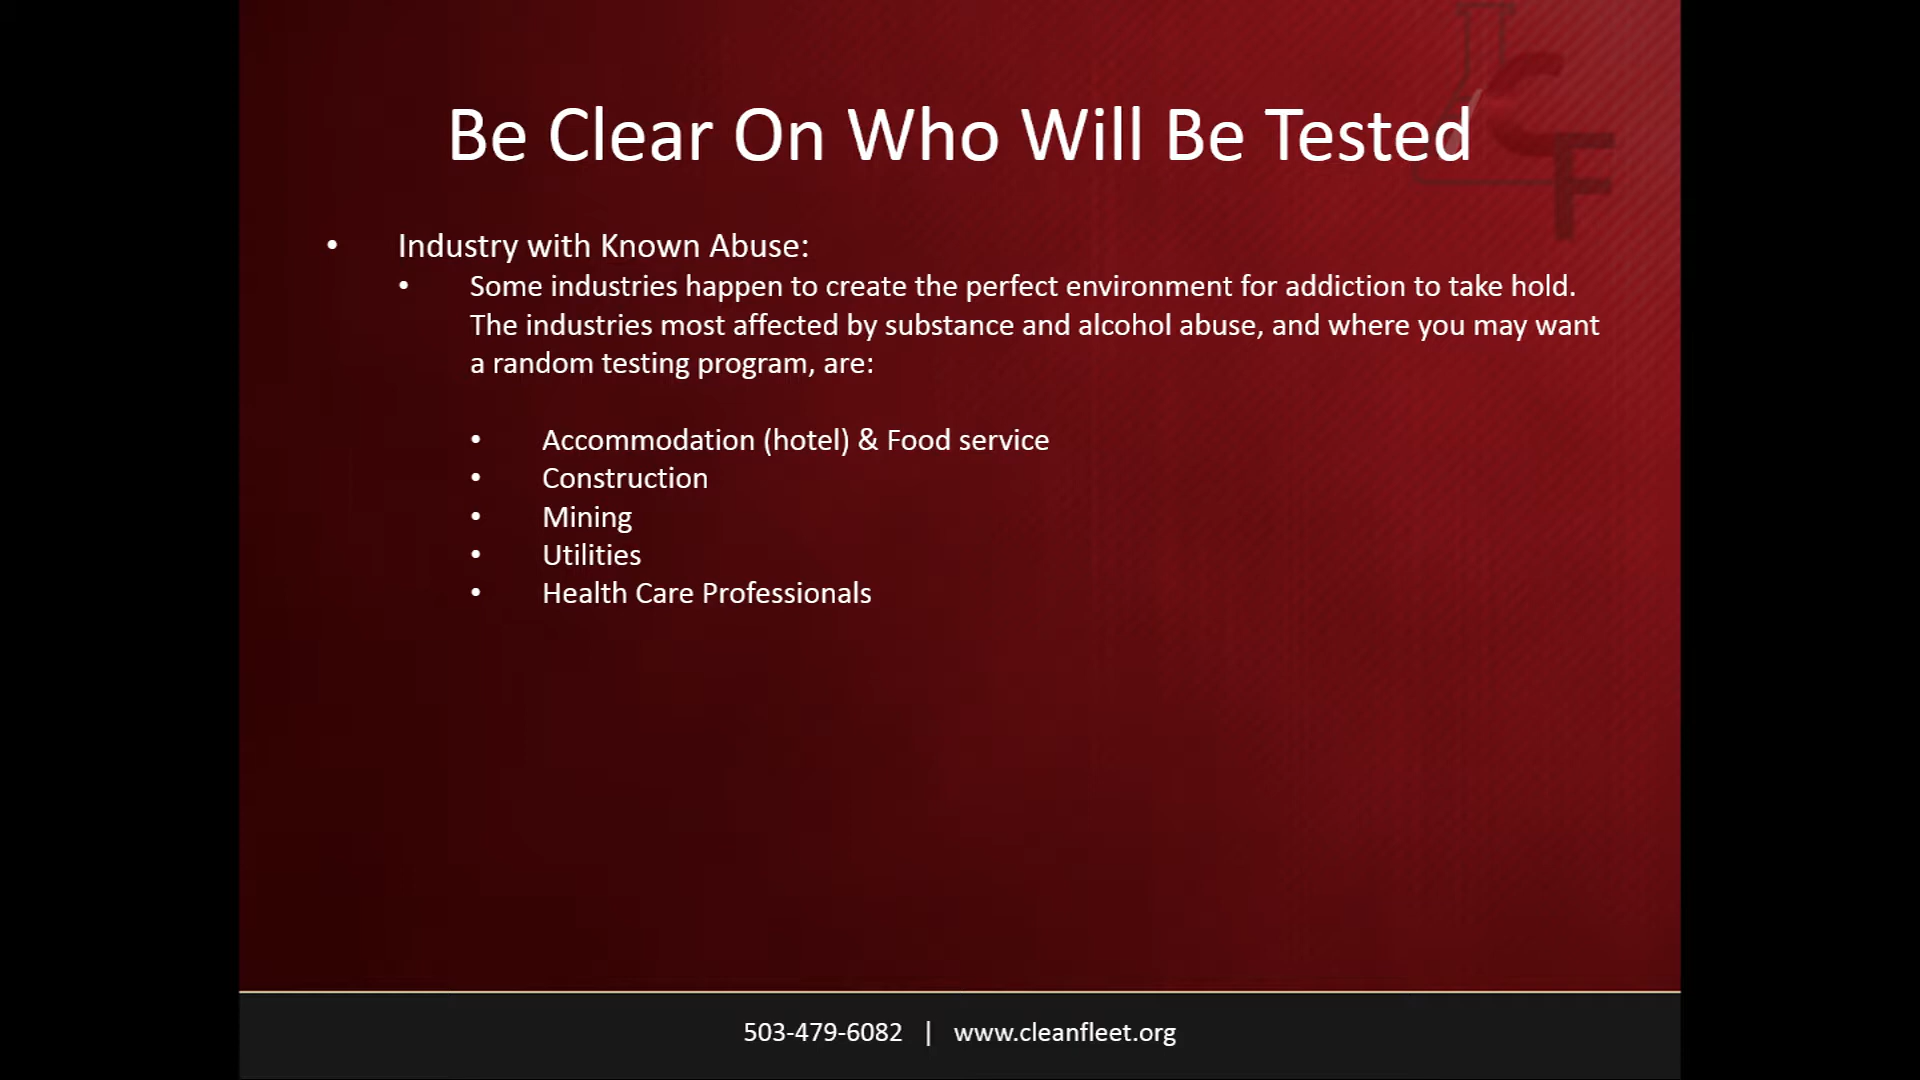 Be Clear On Who Will Be Tested
• Industry with Known Abuse:
• Some industries happen to create the perfect environment for addiction to take hold.
The industries most affected by substance and alcohol abuse, and where you may want
a random testing program, are:
• Accommodation (hotel) & Food service
• Construction
• Mining
• Utilities
• Health Care Professionals
CF
503-479-6082 | www.cleanfleet.org